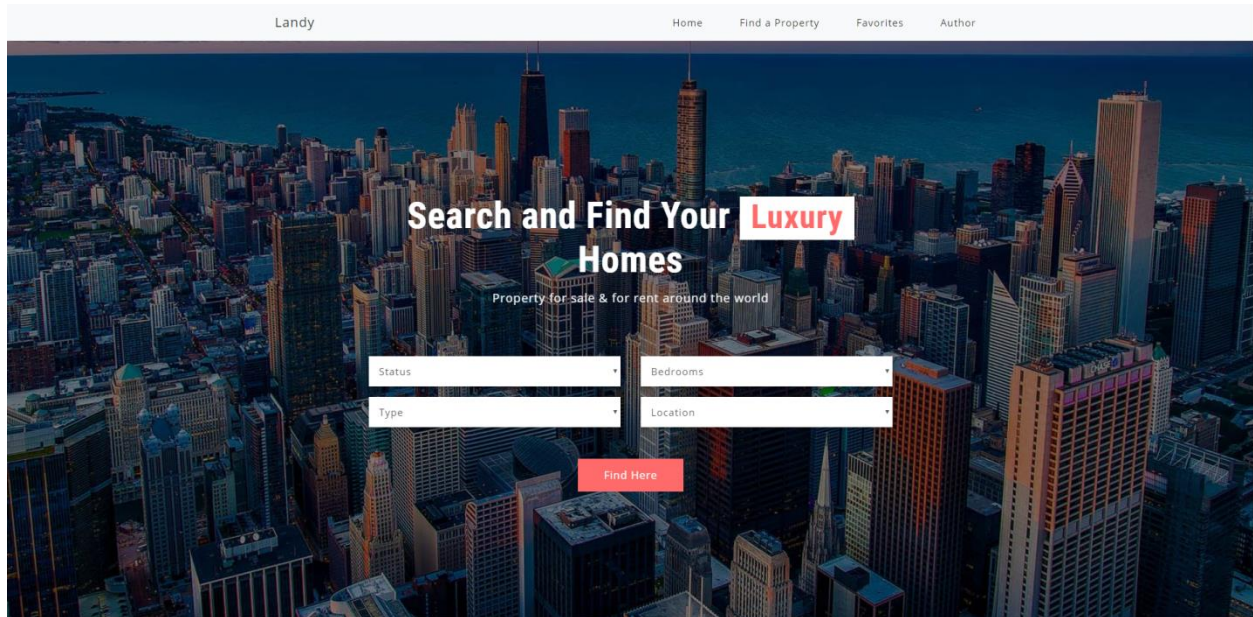 Landy
Home Find a Property Favorites Author
Search and Find Your Luxury
Homes
Property for sale & for rent around the world
Status Bedrooms
Type Location
Find Here
CHASE